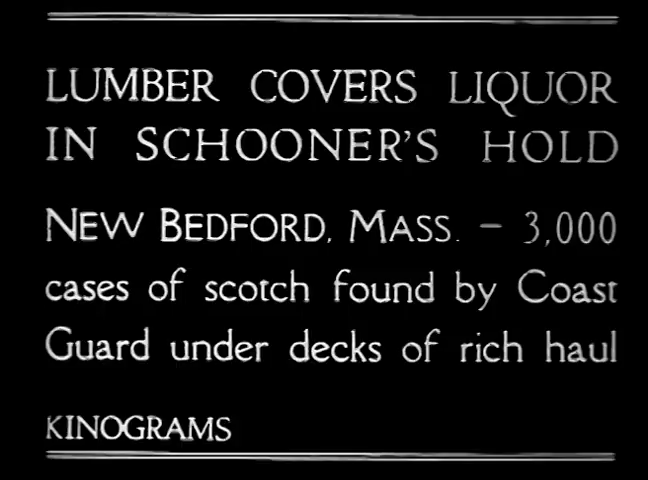 LUMBER COVERS LIQUOR
IN SCHOONER'S HOLD
NEW BEDFORD, MASS. — 3,000
cases of scotch found by Coast
Guard under decks of rich haul
KINOGRAMS